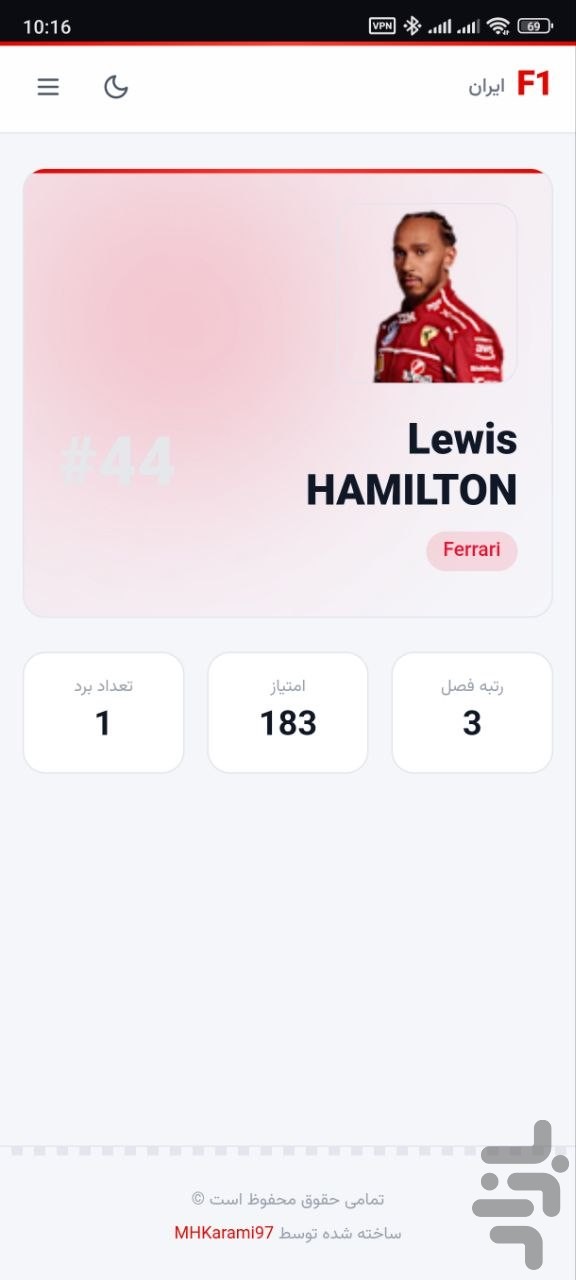 10:16 VPN 69
F1 ایران
Lewis
HAMILTON
#44
Ferrari
رتبه فصل
3
امتیاز
183
تعداد برد
1
تمامی حقوق محفوظ است ©
ساخته شده توسط MHKarami97